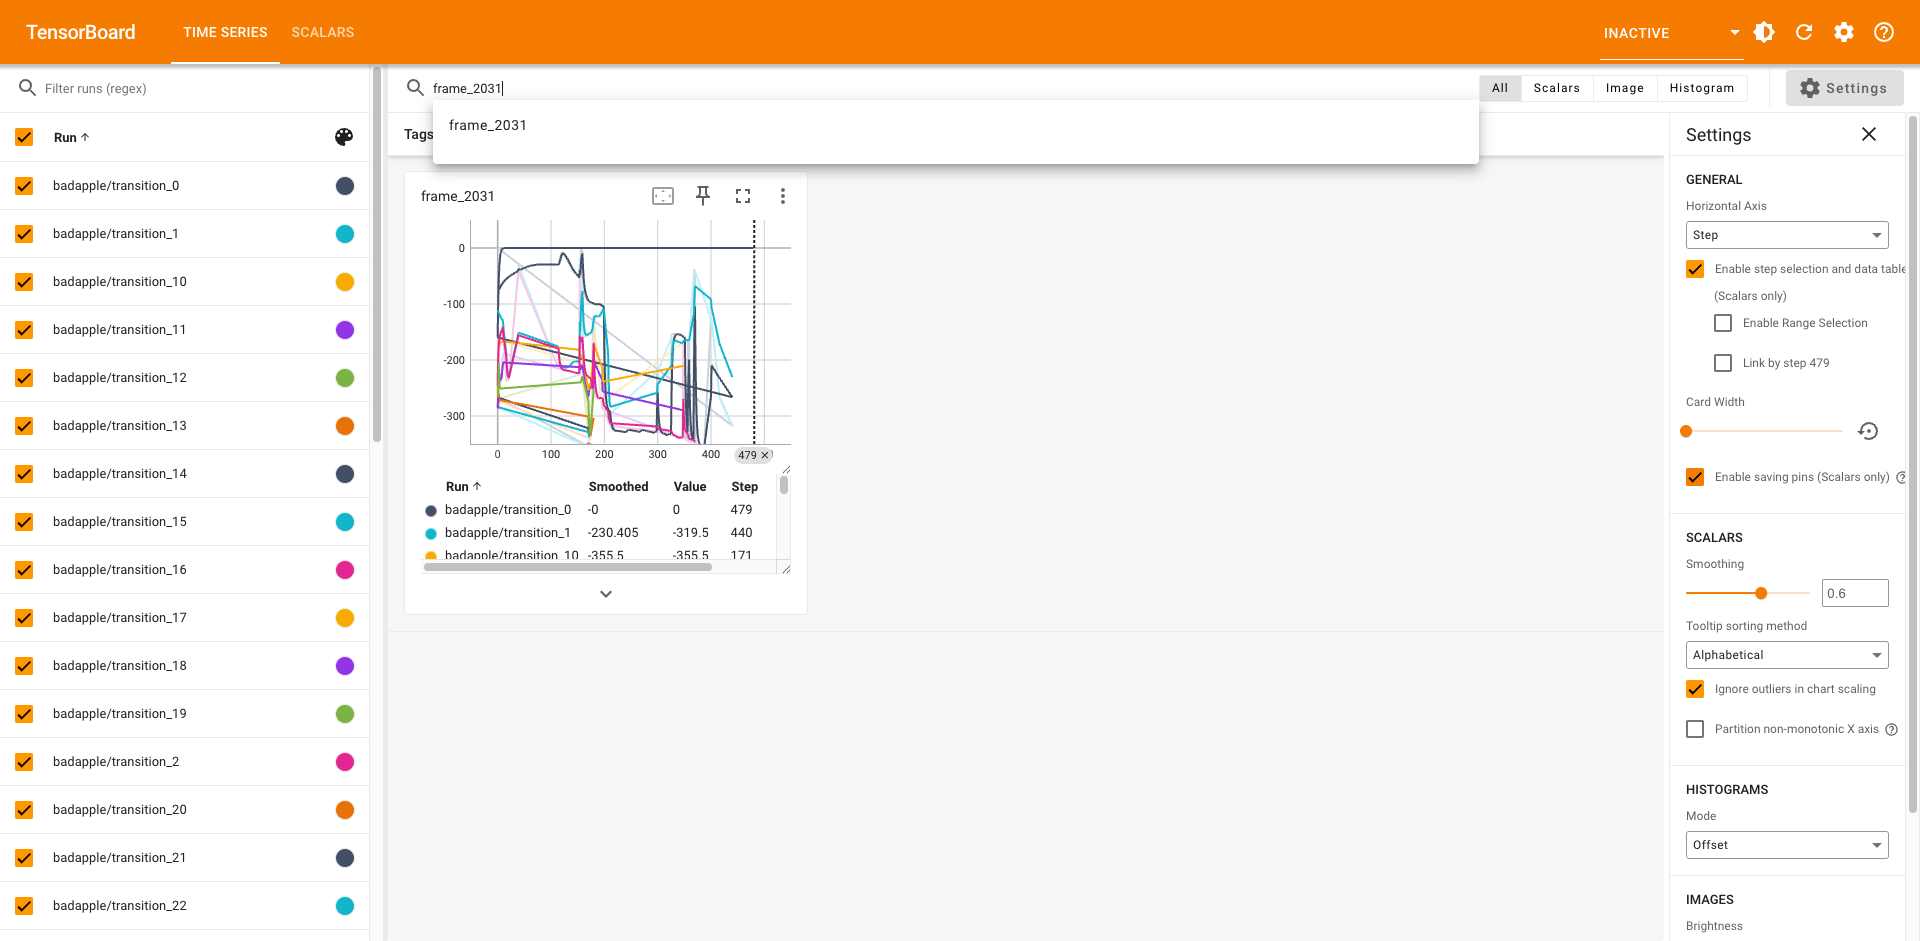 TensorBoard
TIME SERIES
SCALARS
INACTIVE
Filter runs (regex)
frame_2031
All
Scalars
Image
Histogram
Settings
frame_2031
Tags
Run
badapple/transition_0
badapple/transition_1
badapple/transition_10
badapple/transition_11
badapple/transition_12
badapple/transition_13
badapple/transition_14
badapple/transition_15
badapple/transition_16
badapple/transition_17
badapple/transition_18
badapple/transition_19
badapple/transition_2
badapple/transition_20
badapple/transition_21
badapple/transition_22
frame_2031
0
-100
-200
-300
0 100 200 300 400 479
Run Smoothed Value Step
badapple/transition_0 -0 0 479
badapple/transition_1 -230.405 -319.5 440
badapple/transition_10 -355.5 -355.5 171
Settings
GENERAL
Horizontal Axis
Step
Enable step selection and data table
(Scalars only)
Enable Range Selection
Link by step 479
Card Width
Enable saving pins (Scalars only)
SCALARS
Smoothing
0.6
Tooltip sorting method
Alphabetical
Ignore outliers in chart scaling
Partition non-monotonic X axis
HISTOGRAMS
Mode
Offset
IMAGES
Brightness